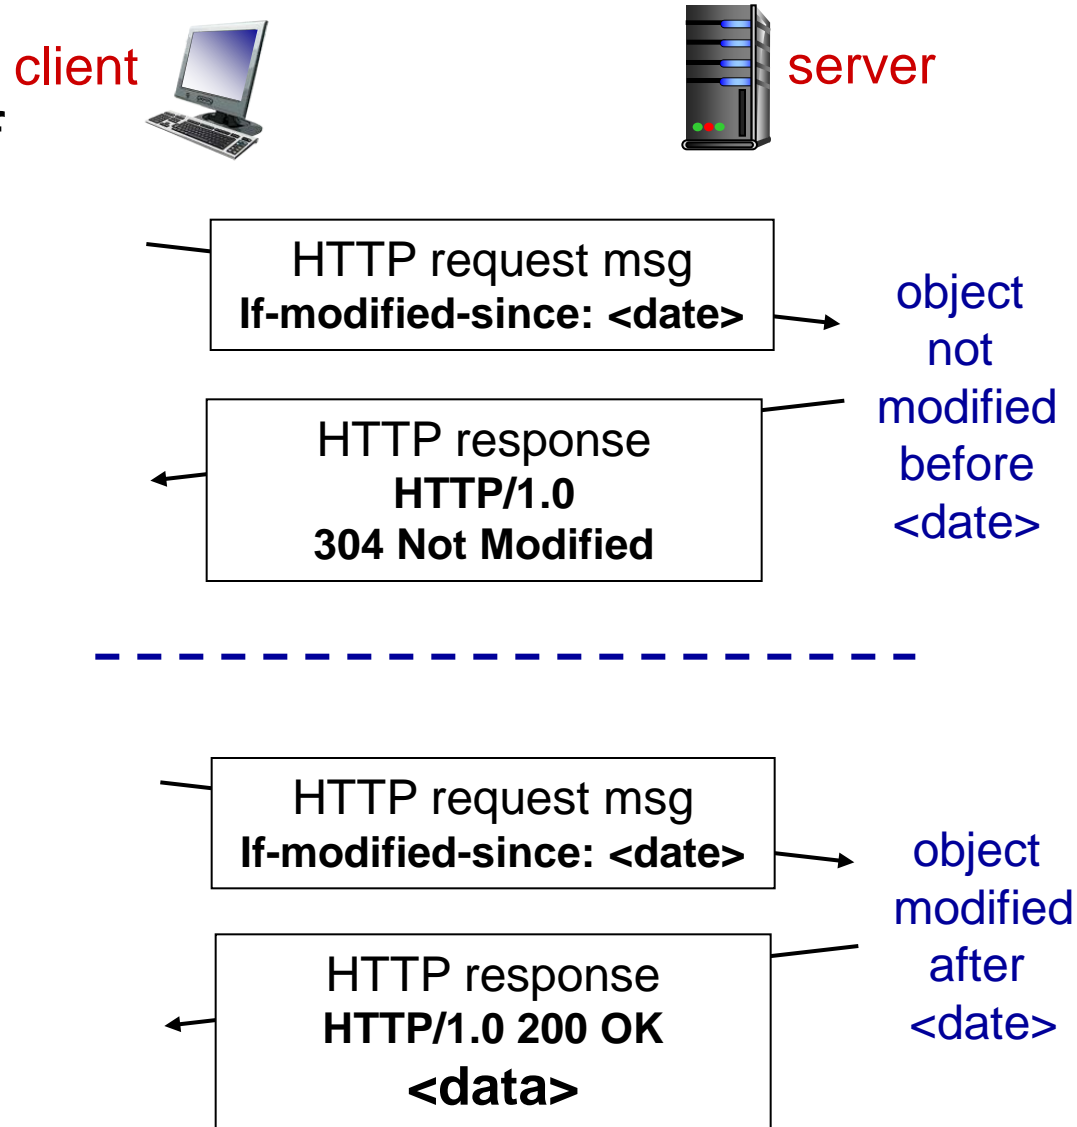 client
server
HTTP request msg
If-modified-since: <date>
object
not
modified
before
<date>
HTTP response
HTTP/1.0
304 Not Modified
HTTP request msg
If-modified-since: <date>
object
modified
after
<date>
HTTP response
HTTP/1.0 200 OK
<data>